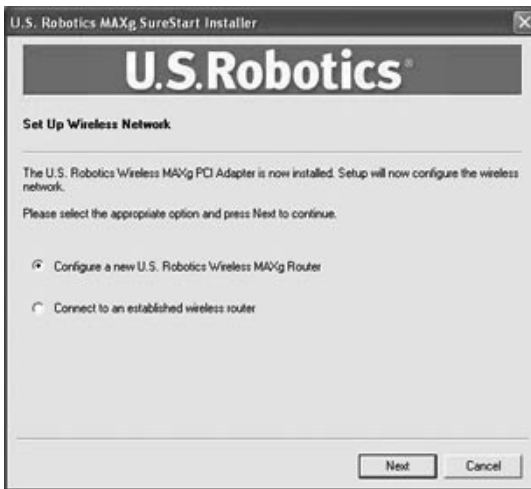 U.S. Robotics MAXg SureStart Installer
U.S.Robotics®
Set Up Wireless Network
The U.S. Robotics Wireless MAXg PCI Adapter is now installed. Setup will now configure the wireless
network.
Please select the appropriate option and press Next to continue.
Configure a new U.S. Robotics Wireless MAXg Router
Connect to an established wireless router
Next Cancel